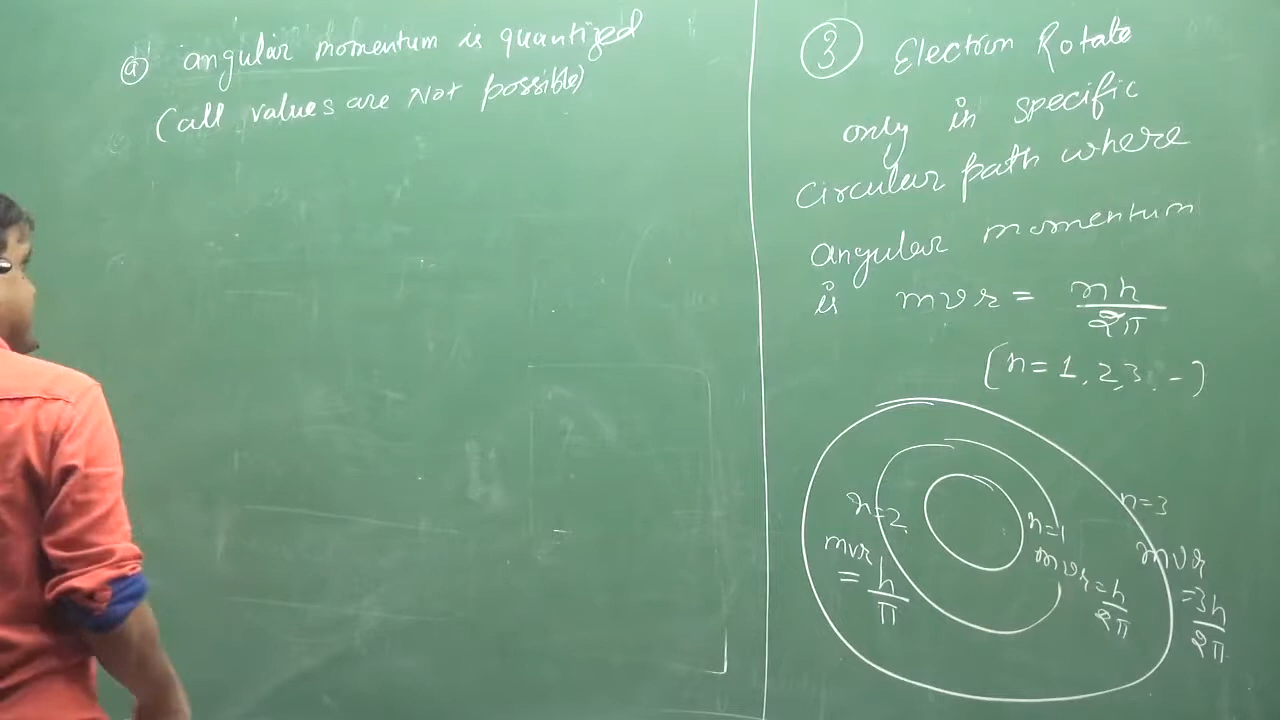 (a) angular momentum is quantized
(all values are Not possible)
(3) Electron Rotate
only in specific
circular path where
angular momentum
is mvr = nh/2π
(n=1,2,3,-)
n=3
n=2
n=1
mvr
= h/π
mvr = h/2π
mvr
= 3h/2π